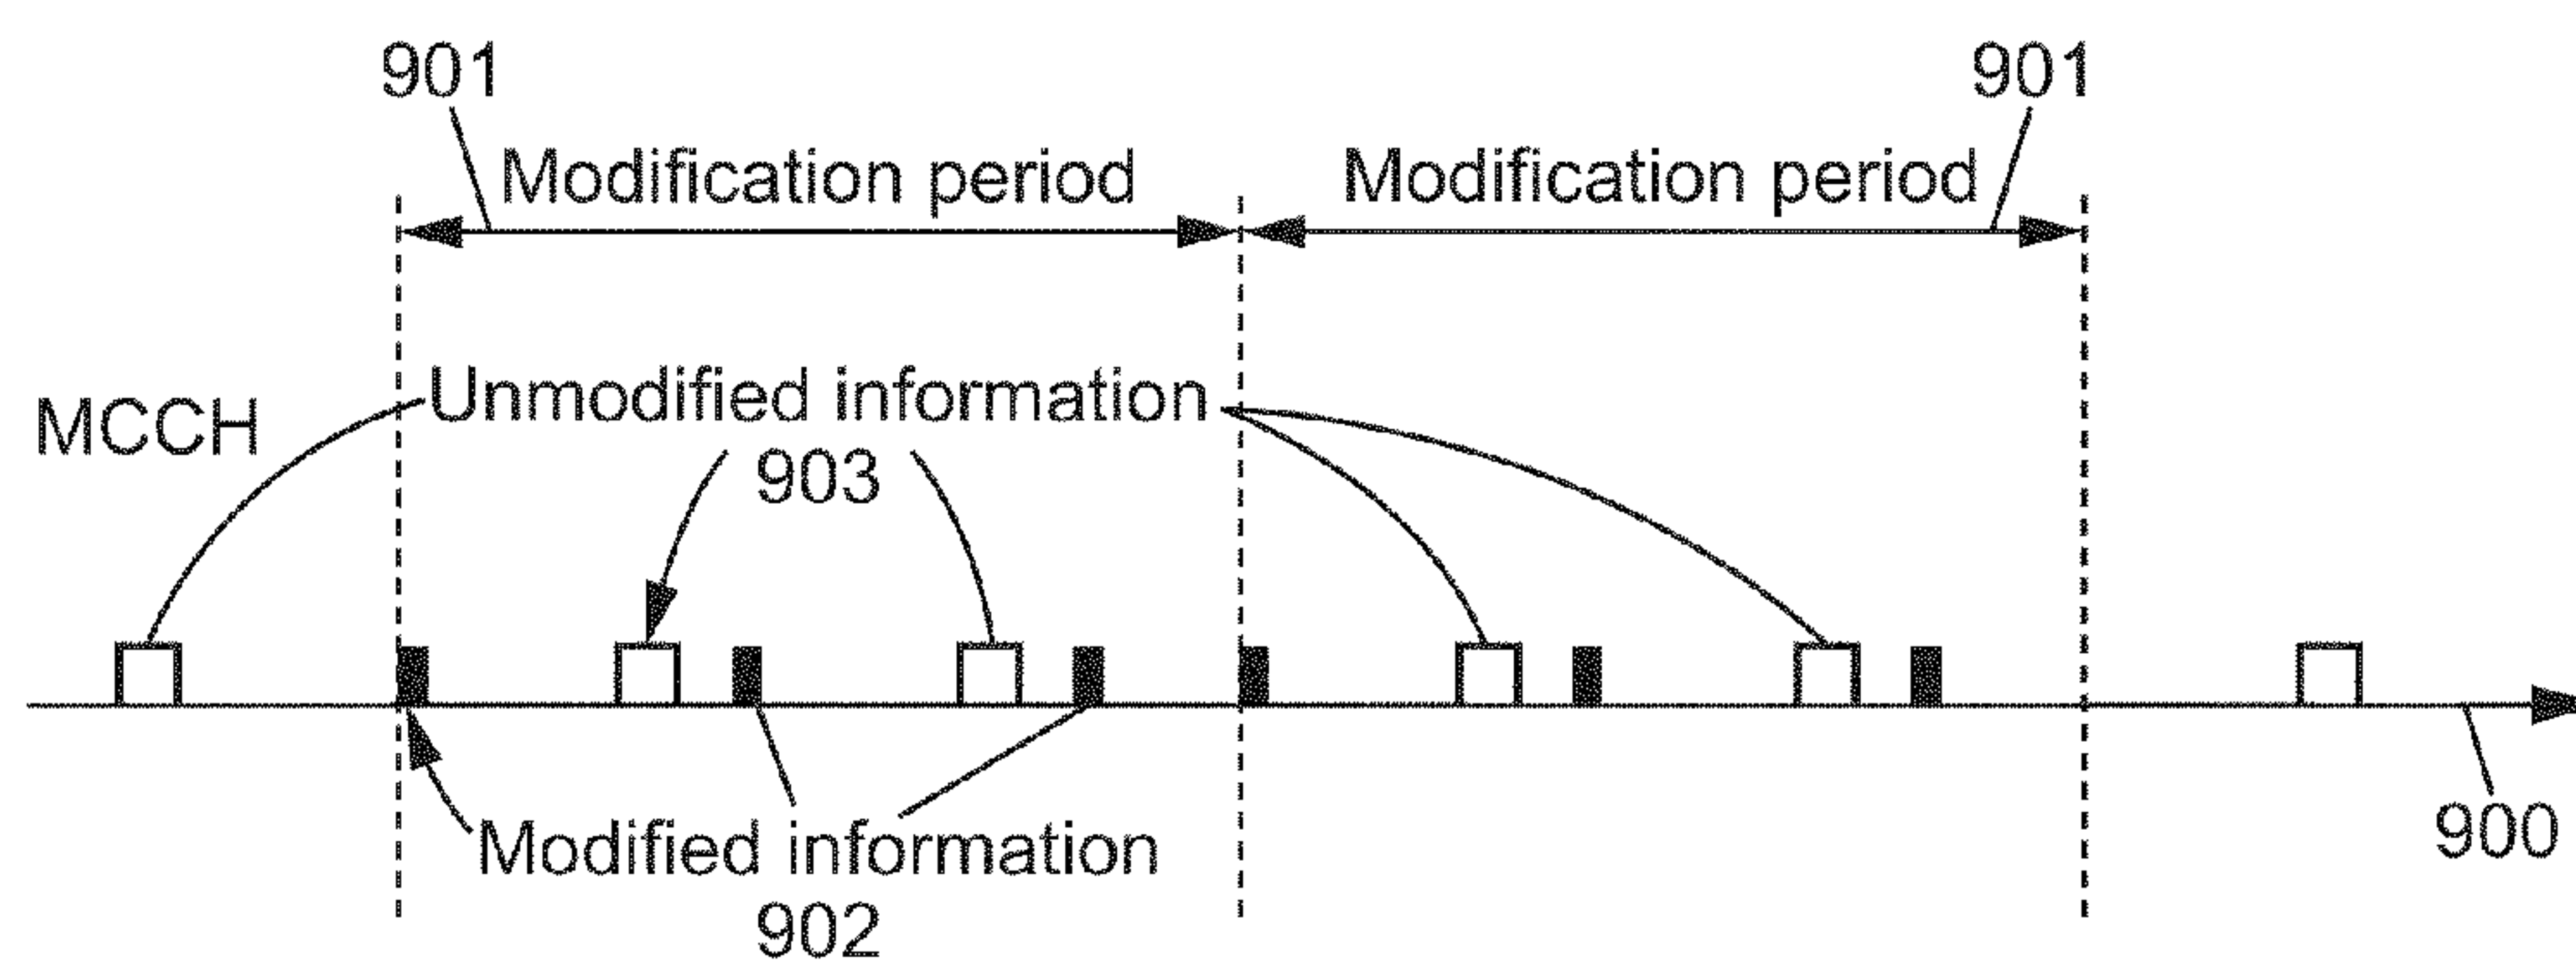 901
901
Modification period
Modification period
MCCH
Unmodified information
903
Modified information
902
900